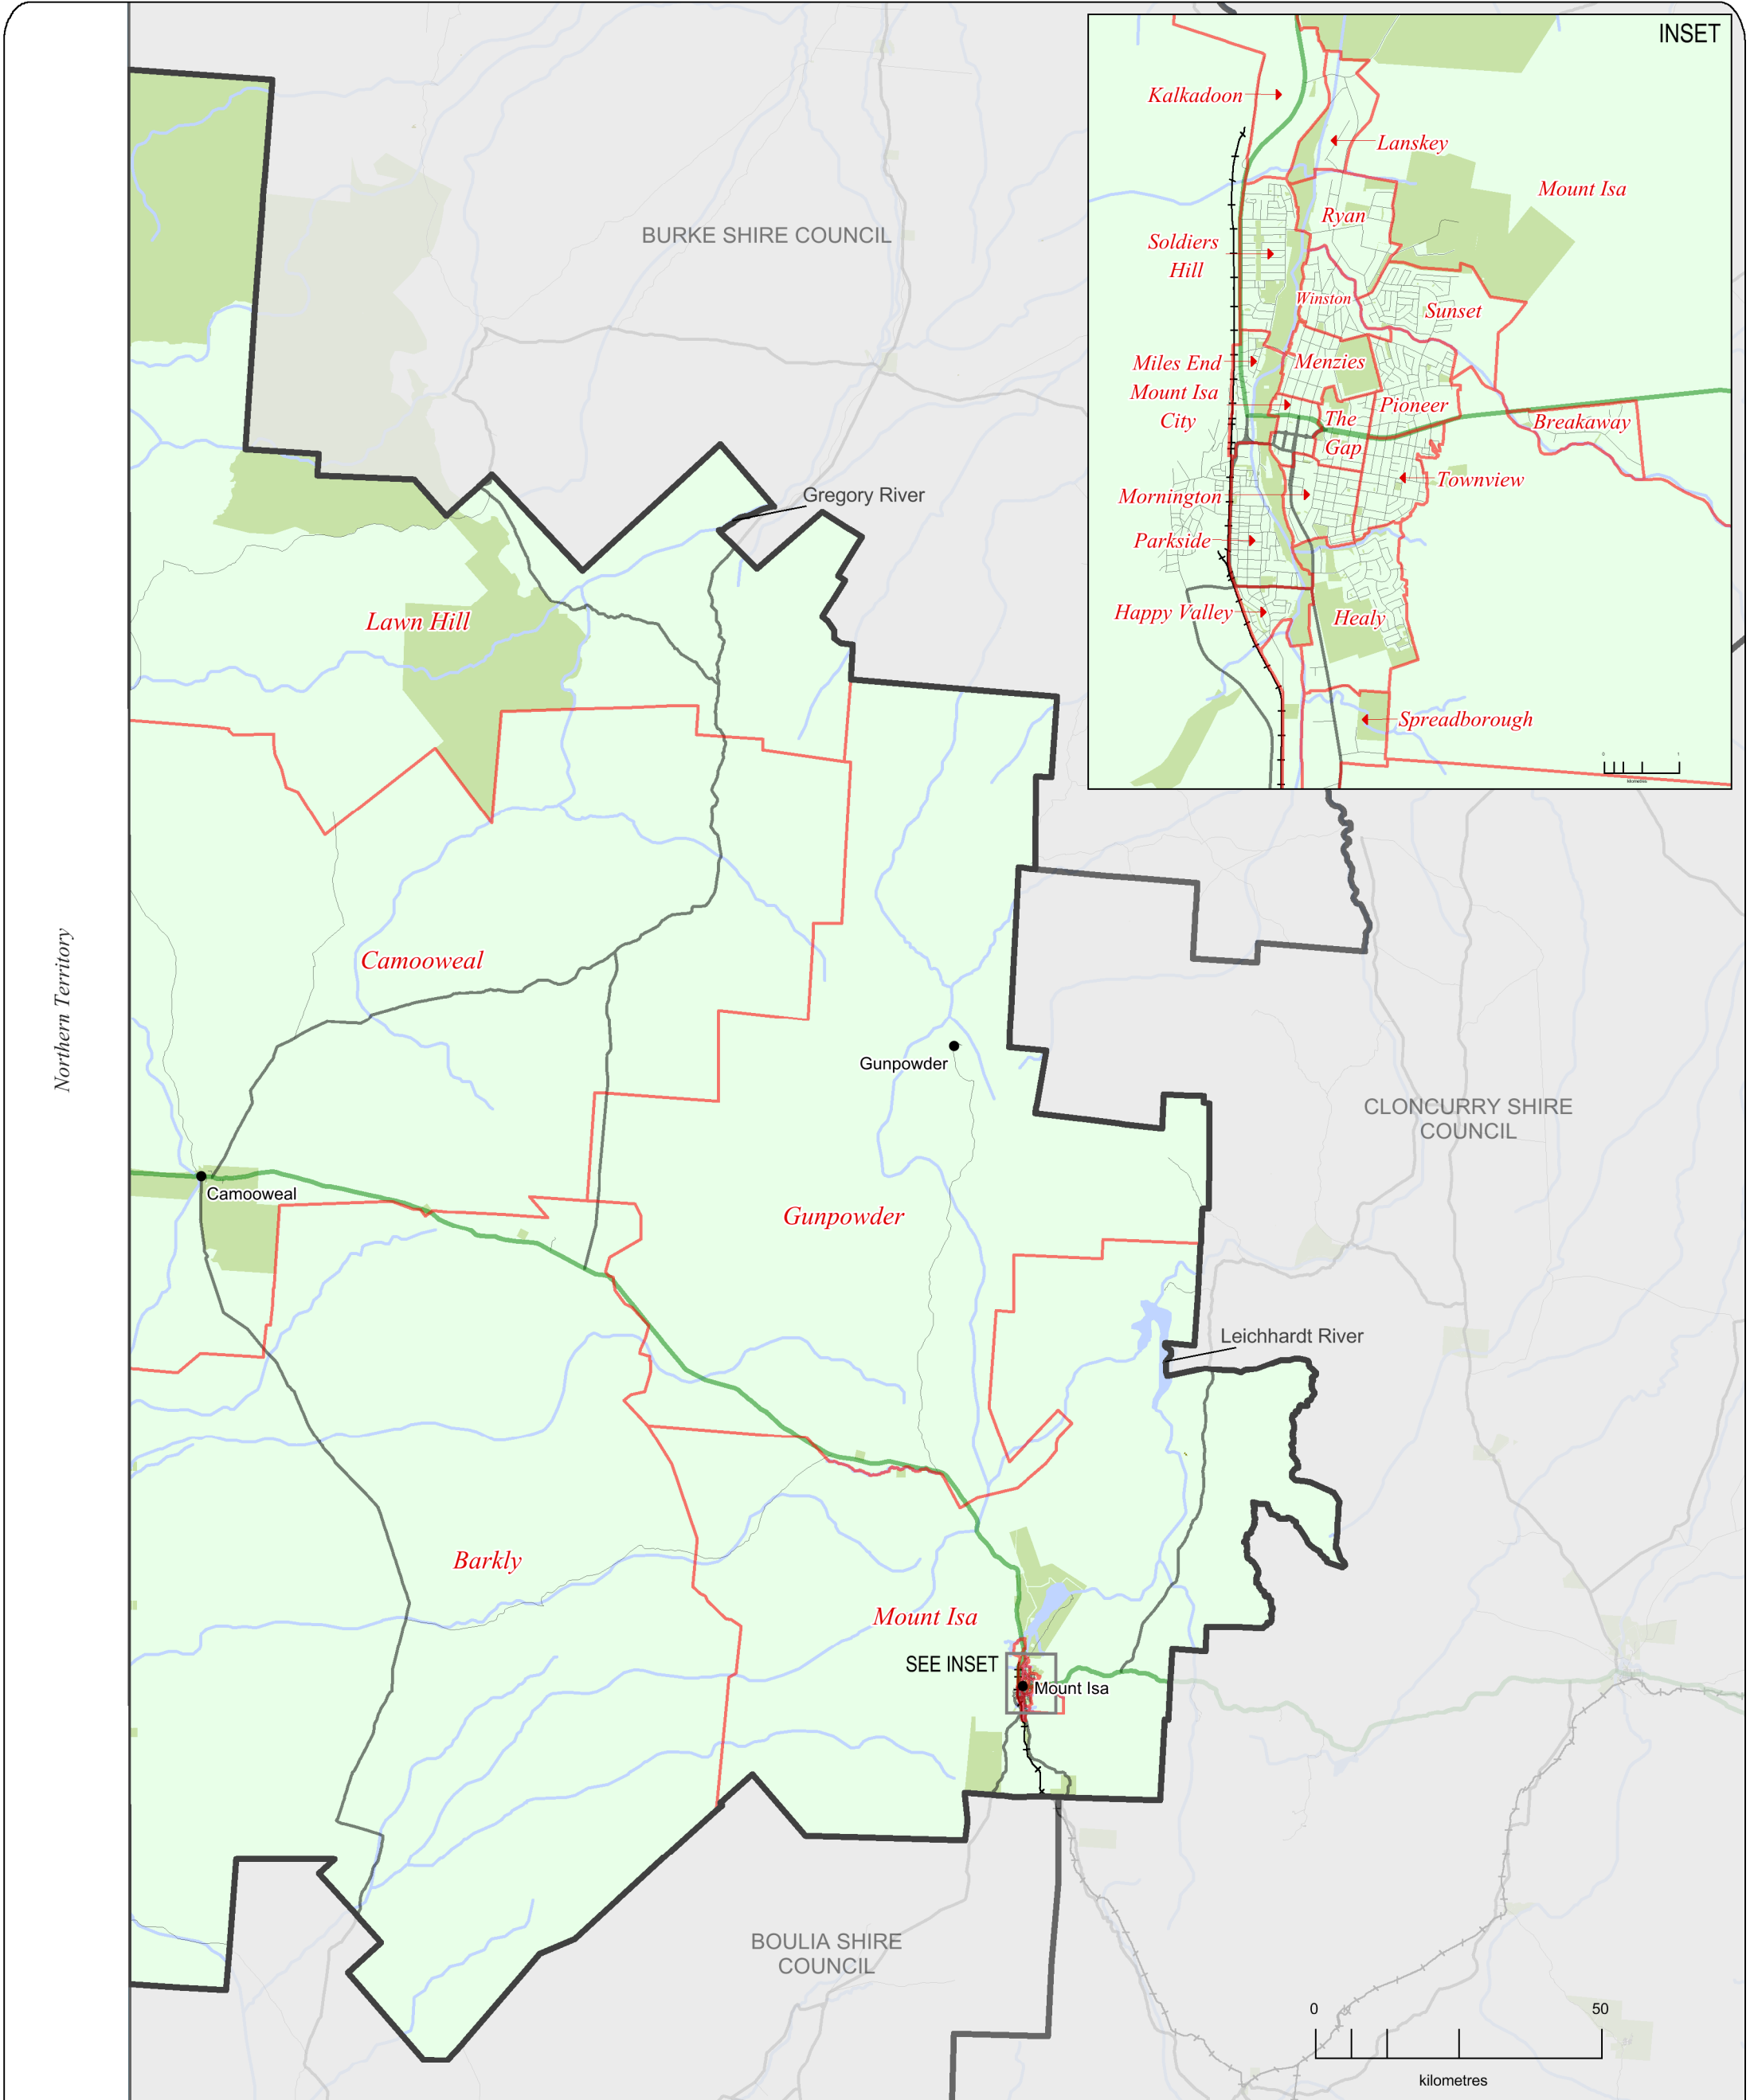 INSET
Kalkadoon
Lanskey
Mount Isa
Ryan
Soldiers
Hill
Winston
Sunset
Miles End
Menzies
Mount Isa
City
The
Gap
Pioneer
Breakaway
Townview
Mornington
Parkside
Happy Valley
Healy
Spreadborough
0
1
kilometres
BURKE SHIRE COUNCIL
Gregory River
Lawn Hill
Northern Territory
Camooweal
Gunpowder
CLONCURRY SHIRE
COUNCIL
Camooweal
Gunpowder
Leichhardt River
Barkly
Mount Isa
SEE INSET
Mount Isa
BOULIA SHIRE
COUNCIL
0
50
kilometres